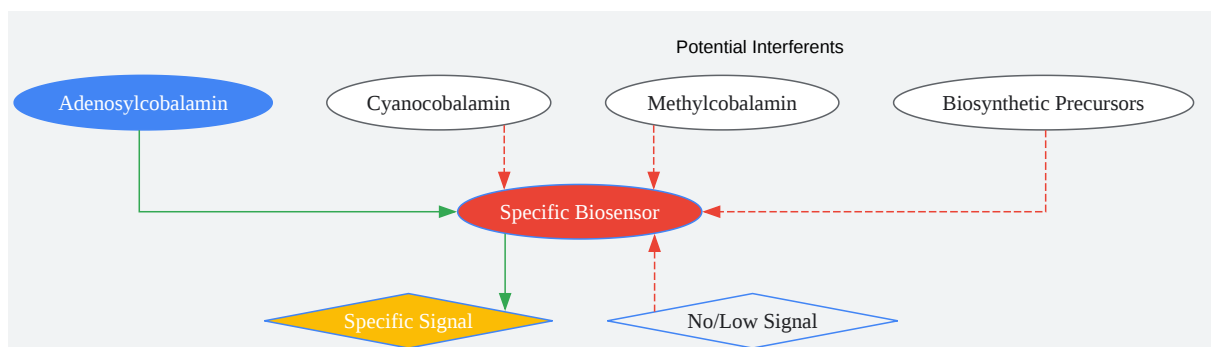 Potential Interferents
Adenosylcobalamin
Cyanocobalamin
Methylcobalamin
Biosynthetic Precursors
Specific Biosensor
Specific Signal
No/Low Signal